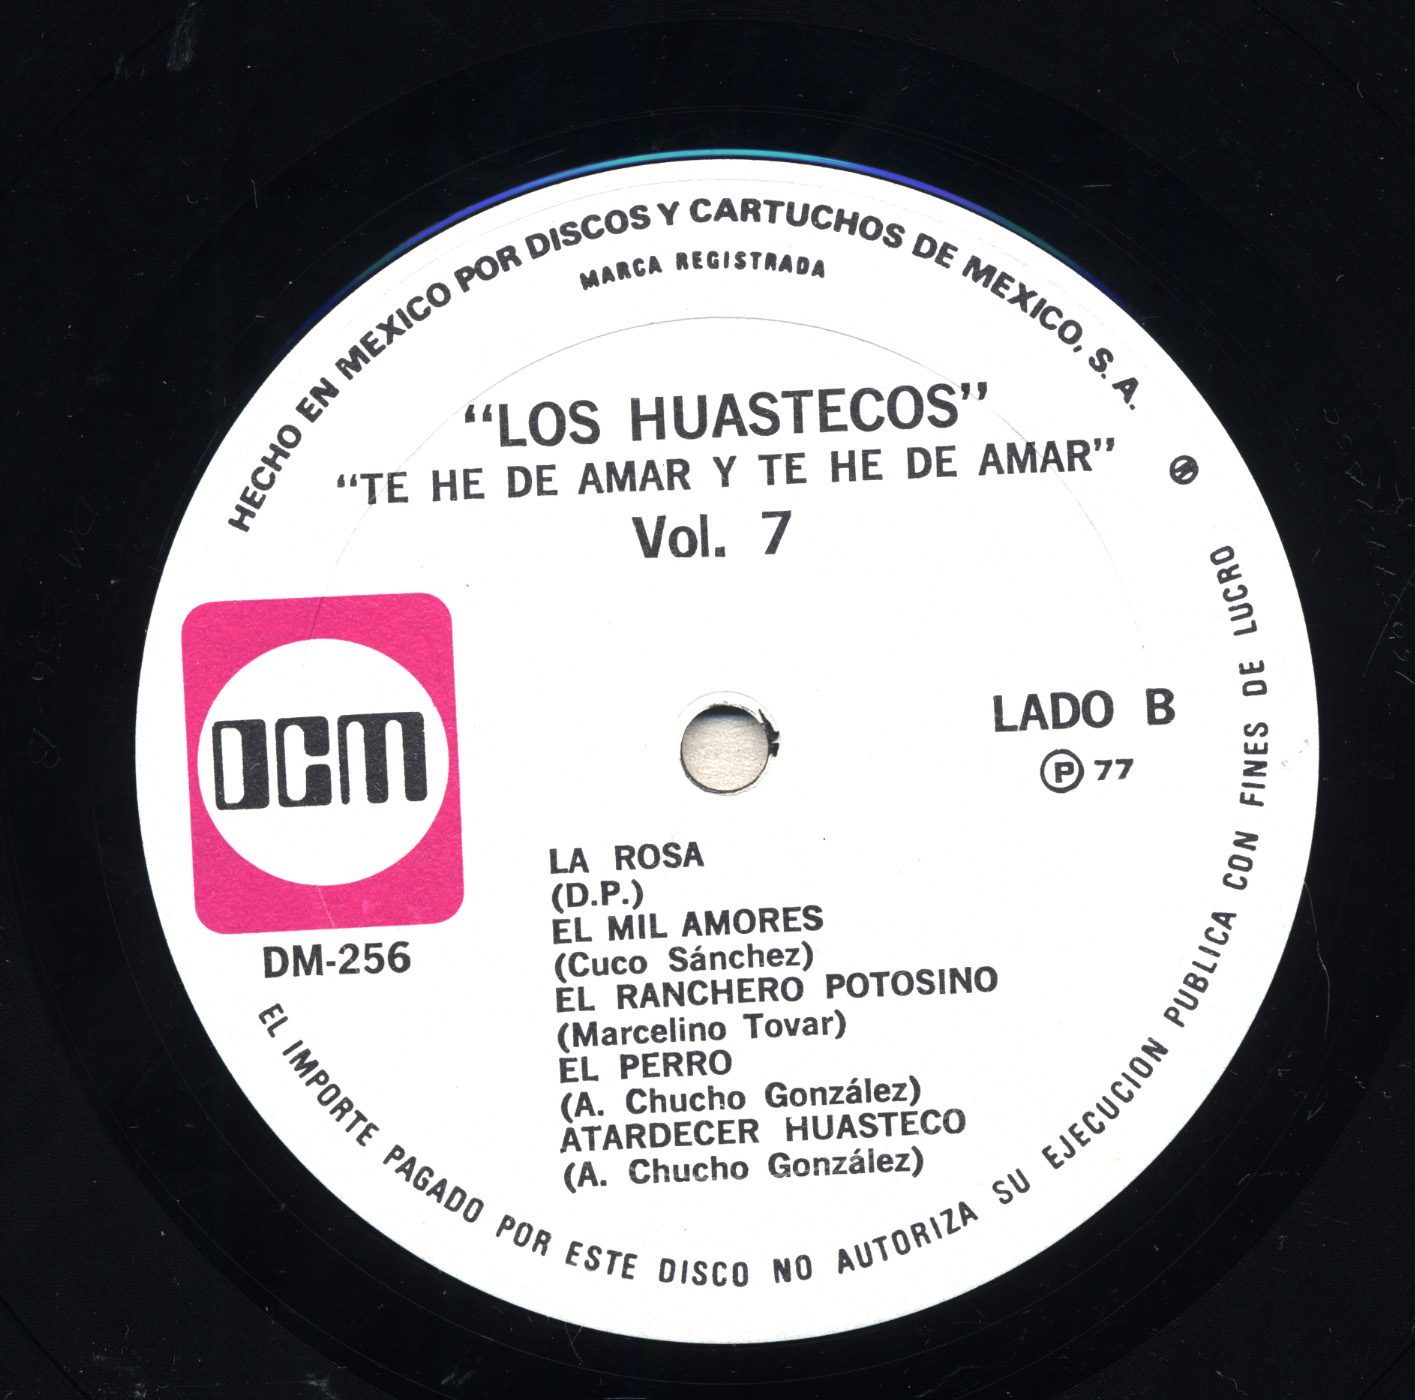 HECHO EN MEXICO POR DISCOS Y CARTUCHOS DE MEXICO, S. A.
MARCA REGISTRADA
“LOS HUASTECOS”
“TE HE DE AMAR Y TE HE DE AMAR”
Vol. 7
DCM
LADO B
Ⓟ 77
DM-256
LA ROSA
(D.P.)
EL MIL AMORES
(Cuco Sánchez)
EL RANCHERO POTOSINO
(Marcelino Tovar)
EL PERRO
(A. Chucho González)
ATARDECER HUASTECO
(A. Chucho González)
EL IMPORTE PAGADO POR ESTE DISCO NO AUTORIZA SU EJECUCION PUBLICA CON FINES DE LUCRO